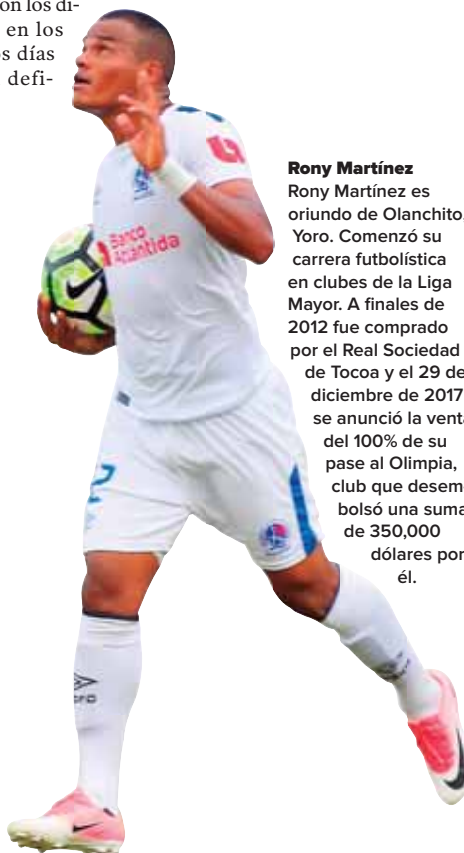 on los di-
en los
os días
defi-
Rony Martínez
Rony Martínez es
oriundo de Olanchito,
Yoro. Comenzó su
carrera futbolística
en clubes de la Liga
Mayor. A finales de
2012 fue comprado
por el Real Sociedad
de Tocoa y el 29 de
diciembre de 2017
se anunció la venta
del 100% de su
pase al Olimpia,
club que desem-
bolsó una suma
de 350,000
dólares por
él.
Banco
Atlántida
2